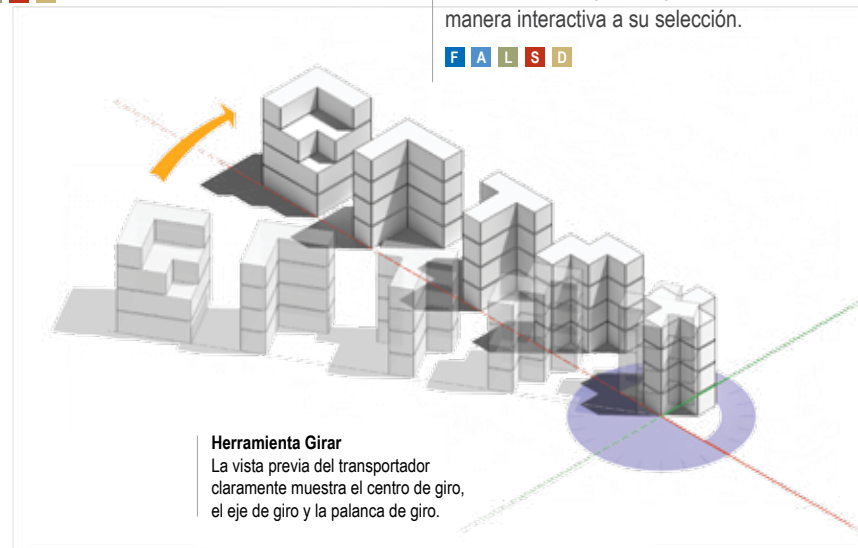 manera interactiva a su selección.
F A L S D
Herramienta Girar
La vista previa del transportador
claramente muestra el centro de giro,
el eje de giro y la palanca de giro.